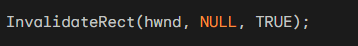 InvalidateRect(hwnd, NULL, TRUE);